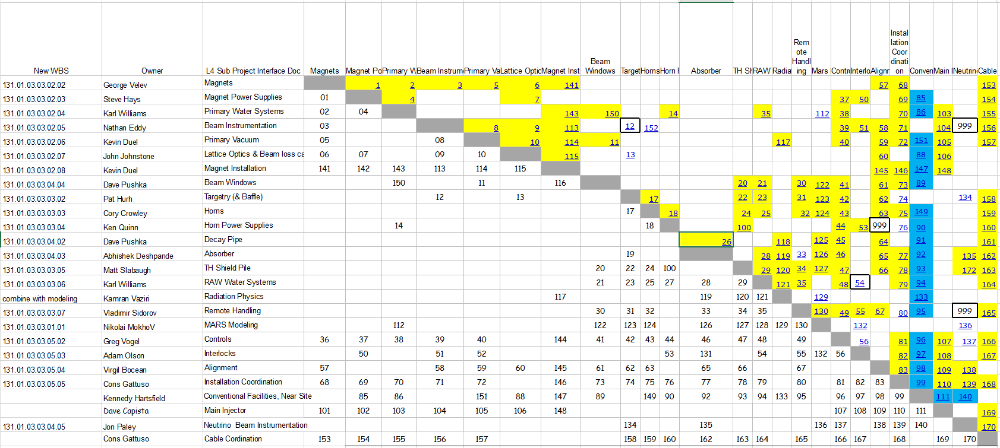 Instal
lation
Rem Coor
ote dinati
Beam Handl on
New WBS Owner L4 Sub Project Interface Doc Magnets Magnet Po Primary W Beam Instrum Primary Va Lattice Optic Magnet Inst Windows Target Horns Horn F Absorber TH SH RAW Radia ing Mars Contr Interlo Alignr Conven Main I Neutrin Cable
131.01.03.03.02.02 George Velev Magnets 1 2 3 5 6 141 57 68 153
131.01.03.03.02.03 Steve Hays Magnet Power Supplies 01 4 7 37 50 69 85 154
131.01.03.03.02.04 Karl Williams Primary Water Systems 02 04 143 150 14 35 112 38 70 86 103 155
131.01.03.03.02.05 Nathan Eddy Beam Instrumentation 03 8 9 113 12 152 39 51 58 71 104 999 156
131.01.03.03.02.06 Kevin Duel Primary Vacuum 05 08 10 114 11 117 40 59 72 151 105 157
131.01.03.03.02.07 John Johnstone Lattice Optics & Beam loss ca 06 07 09 10 115 13 60 88 106
131.01.03.03.02.08 Kevin Duel Magnet Installation 141 142 143 113 114 115 145 146 147 148
131.01.03.03.04.04 Dave Pushka Beam Windows 150 11 116 20 21 30 122 41 61 73 89
131.01.03.03.03.02 Pat Hurh Targetry (& Baffle) 12 13 17 22 23 31 123 42 62 74 134 158
131.01.03.03.03.03 Cory Crowley Horns 17 18 24 25 32 124 43 63 75 149 159
131.01.03.03.03.04 Ken Quinn Horn Power Supplies 14 18 100 44 53 999 76 90 160
131.01.03.03.04.02 Dave Pushka Decay Pipe 26 118 125 45 64 91 161
131.01.03.03.04.03 Abhishek Deshpande Absorber 19 28 119 33 126 46 65 77 92 135 162
131.01.03.03.03.05 Matt Slabaugh TH Shield Pile 20 22 24 100 29 120 34 127 47 66 78 93 172 163
131.01.03.03.03.06 Karl Williams RAW Water Systems 21 23 25 27 28 29 121 35 48 54 79 94 164
combine with modeling Kamran Vaziri Radiation Physics 117 119 120 121 129 133
131.01.03.03.03.07 Vladimir Sidorov Remote Handling 30 31 32 33 34 35 130 49 55 67 80 95 999 165
131.01.03.03.01.01 Nikolai MokhoV MARS Modeling 112 122 123 124 126 127 128 129 130 132 136
131.01.03.03.05.02 Greg Vogel Controls 36 37 38 39 40 144 41 42 43 44 46 47 48 49 56 81 96 107 137 166
131.01.03.03.05.03 Adam Olson Interlocks 50 51 52 53 131 54 55 132 56 82 97 108 167
131.01.03.03.05.04 Virgil Bocean Alignment 57 58 59 60 145 61 62 63 65 66 67 83 98 109 138
131.01.03.03.05.05 Cons Gattuso Installation Coordination 68 69 70 71 72 146 73 74 75 76 77 78 79 80 81 82 83 99 110 139 168
Kennedy Hartsfield Conventional Facilities, Near Site 85 86 151 88 147 89 149 90 92 93 94 133 95 96 97 98 99 111 140
Dave Capista Main Injector 101 102 103 104 105 106 148 107 108 109 110 111 169
131.01.03.03.04.05 Jon Paley Neutrino Beam Instrumentation 134 135 136 137 138 139 140 170
Cons Gattuso Cable Cordination 153 154 155 156 157 158 159 160 162 163 164 165 166 167 168 169 170